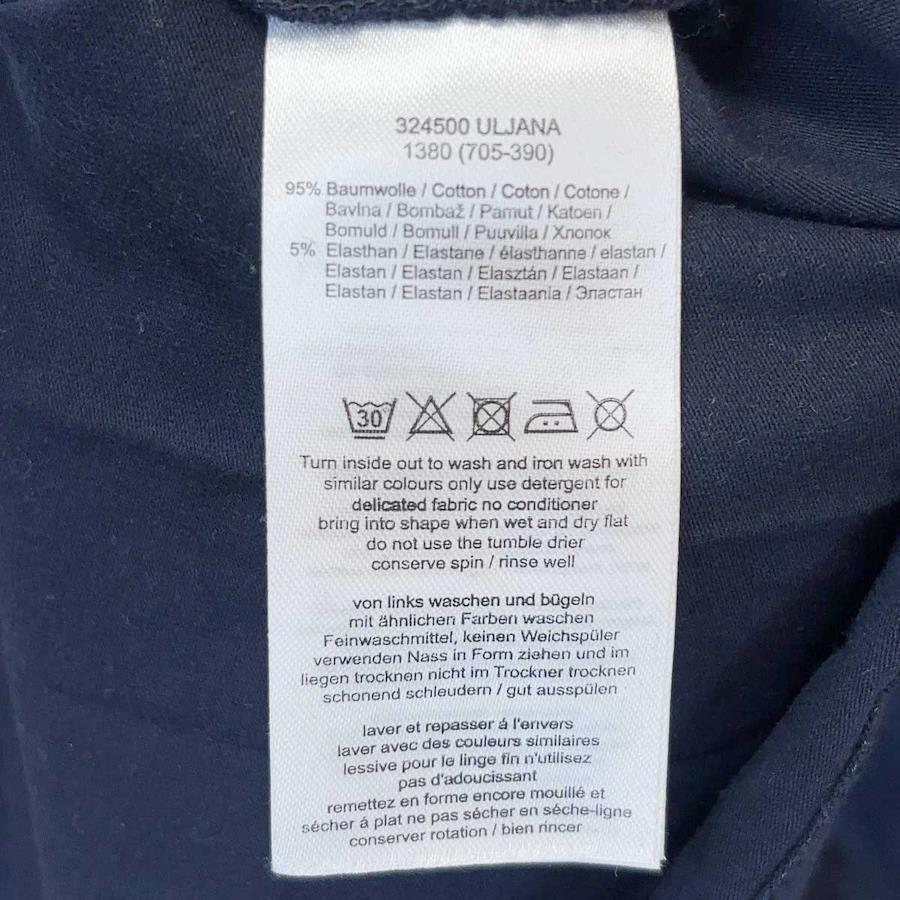 324500 ULJANA
1380 (705-390)
95% Baumwolle / Cotton / Coton / Cotone /
Bavlna / Bombaž / Pamut / Katoen /
Bomuld / Bomull / Puuvilla / Хлопок
5% Elasthan / Elastane / élasthanne / elastan /
Elastan / Elastan / Elasztán / Elastaan /
Elastan / Elastan / Elastaania / Эластан
30
Turn inside out to wash and iron wash with
similar colours only use detergent for
delicated fabric no conditioner
bring into shape when wet and dry flat
do not use the tumble drier
conserve spin / rinse well
von links waschen und bügeln
mit ähnlichen Farben waschen
Feinwaschmittel, keinen Weichspüler
verwenden Nass in Form ziehen und im
liegen trocknen nicht im Trockner trocknen
schonend schleudern / gut ausspülen
laver et repasser á l'envers
laver avec des couleurs similaires
lessive pour le linge fin n'utilisez
pas d'adoucissant
remettez en forme encore mouillé et
sécher á plat ne pas sécher en séche-ligne
conserver rotation / bien rincer